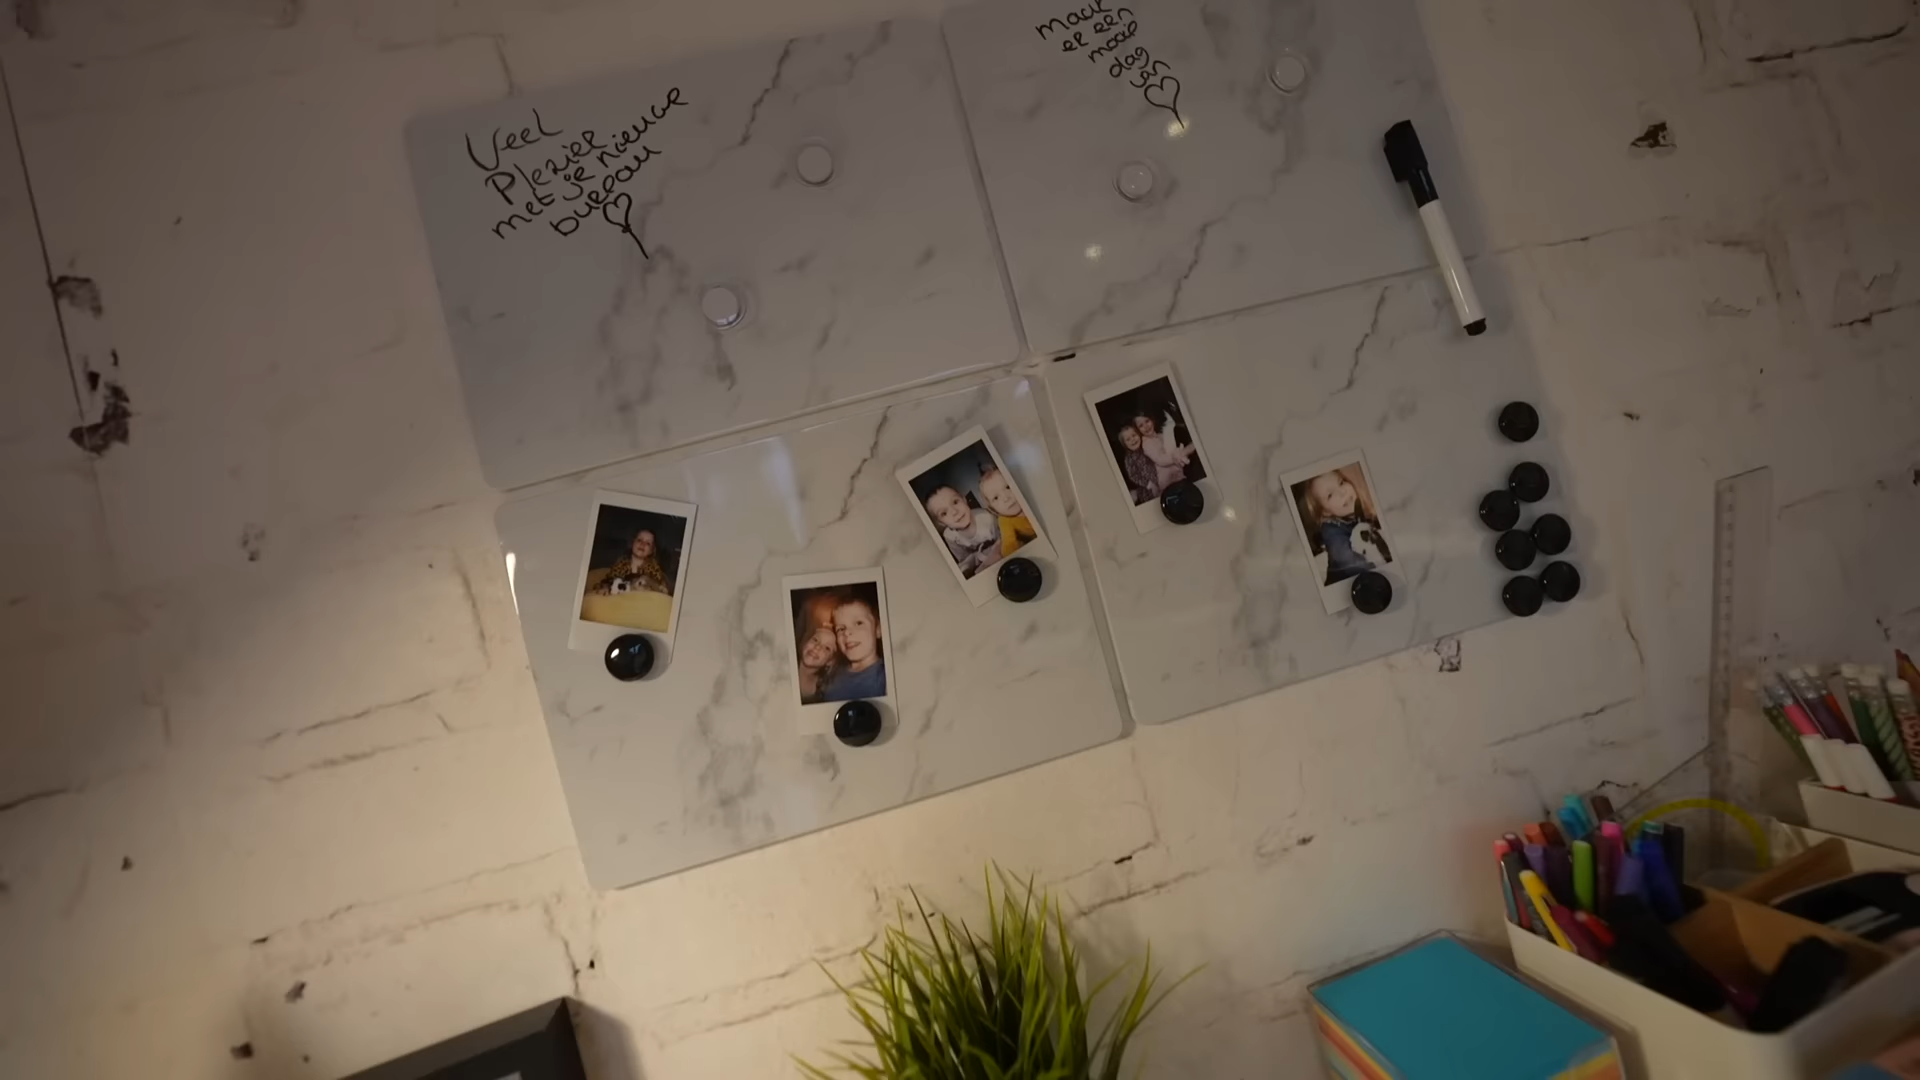 Veel
Plezier
met je nieuwe
bureau
maak
er een
mooie
dag
van